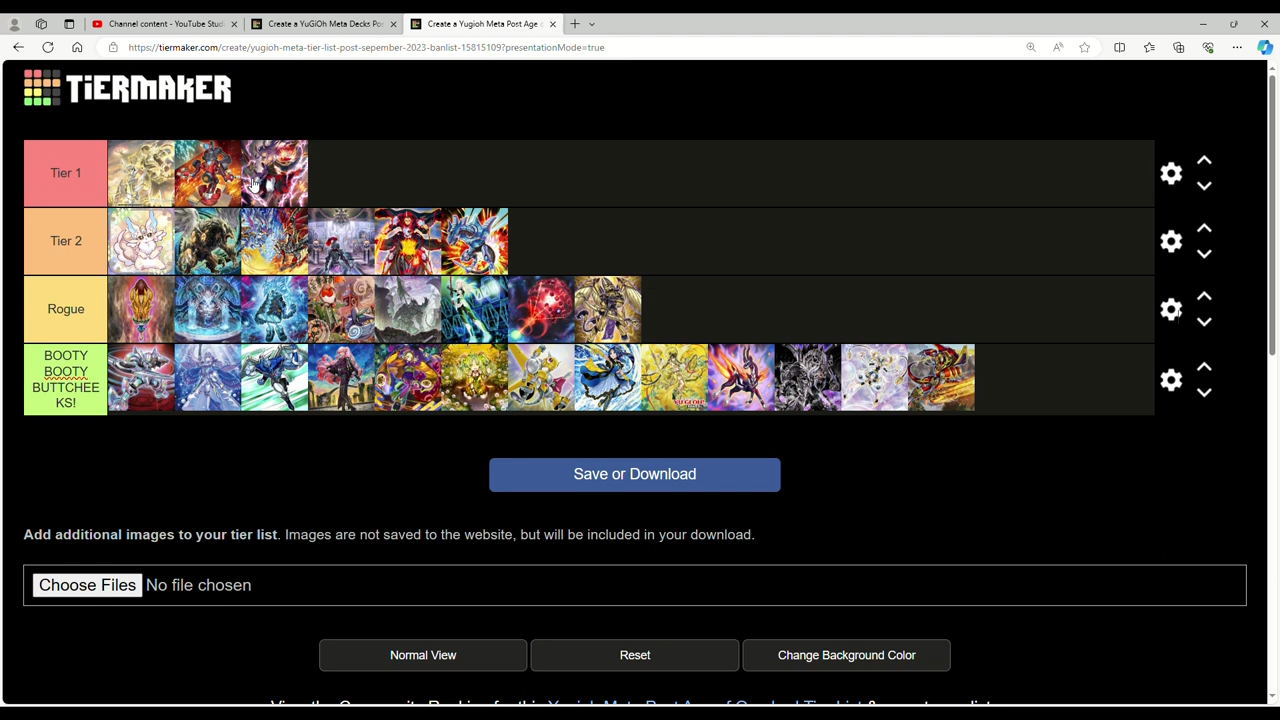 Channel content - YouTube Stud
Create a YuGiOh Meta Decks Po
Create a Yugioh Meta Post Age
https://tiermaker.com/create/yugioh-meta-tier-list-post-sepember-2023-banlist-15815109?presentationMode=true
TiERMAKER
Tier 1
Tier 2
Rogue
BOOTY
BOOTY
BUTTCHEE
KS!
Save or Download
Add additional images to your tier list. Images are not saved to the website, but will be included in your download.
Choose Files No file chosen
Normal View
Reset
Change Background Color